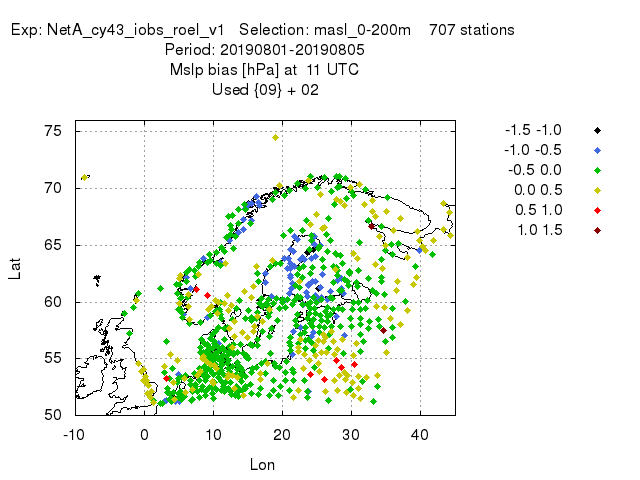 Exp: NetA_cy43_iobs_roel_v1   Selection: masl_0-200m    707 stations
Period: 20190801-20190805
Mslp bias [hPa] at  11 UTC
Used {09} + 02
75
70
65
60
55
50
Lat
-10 0 10 20 30 40
Lon
-1.5 -1.0
-1.0 -0.5
-0.5 0.0
0.0 0.5
0.5 1.0
1.0 1.5